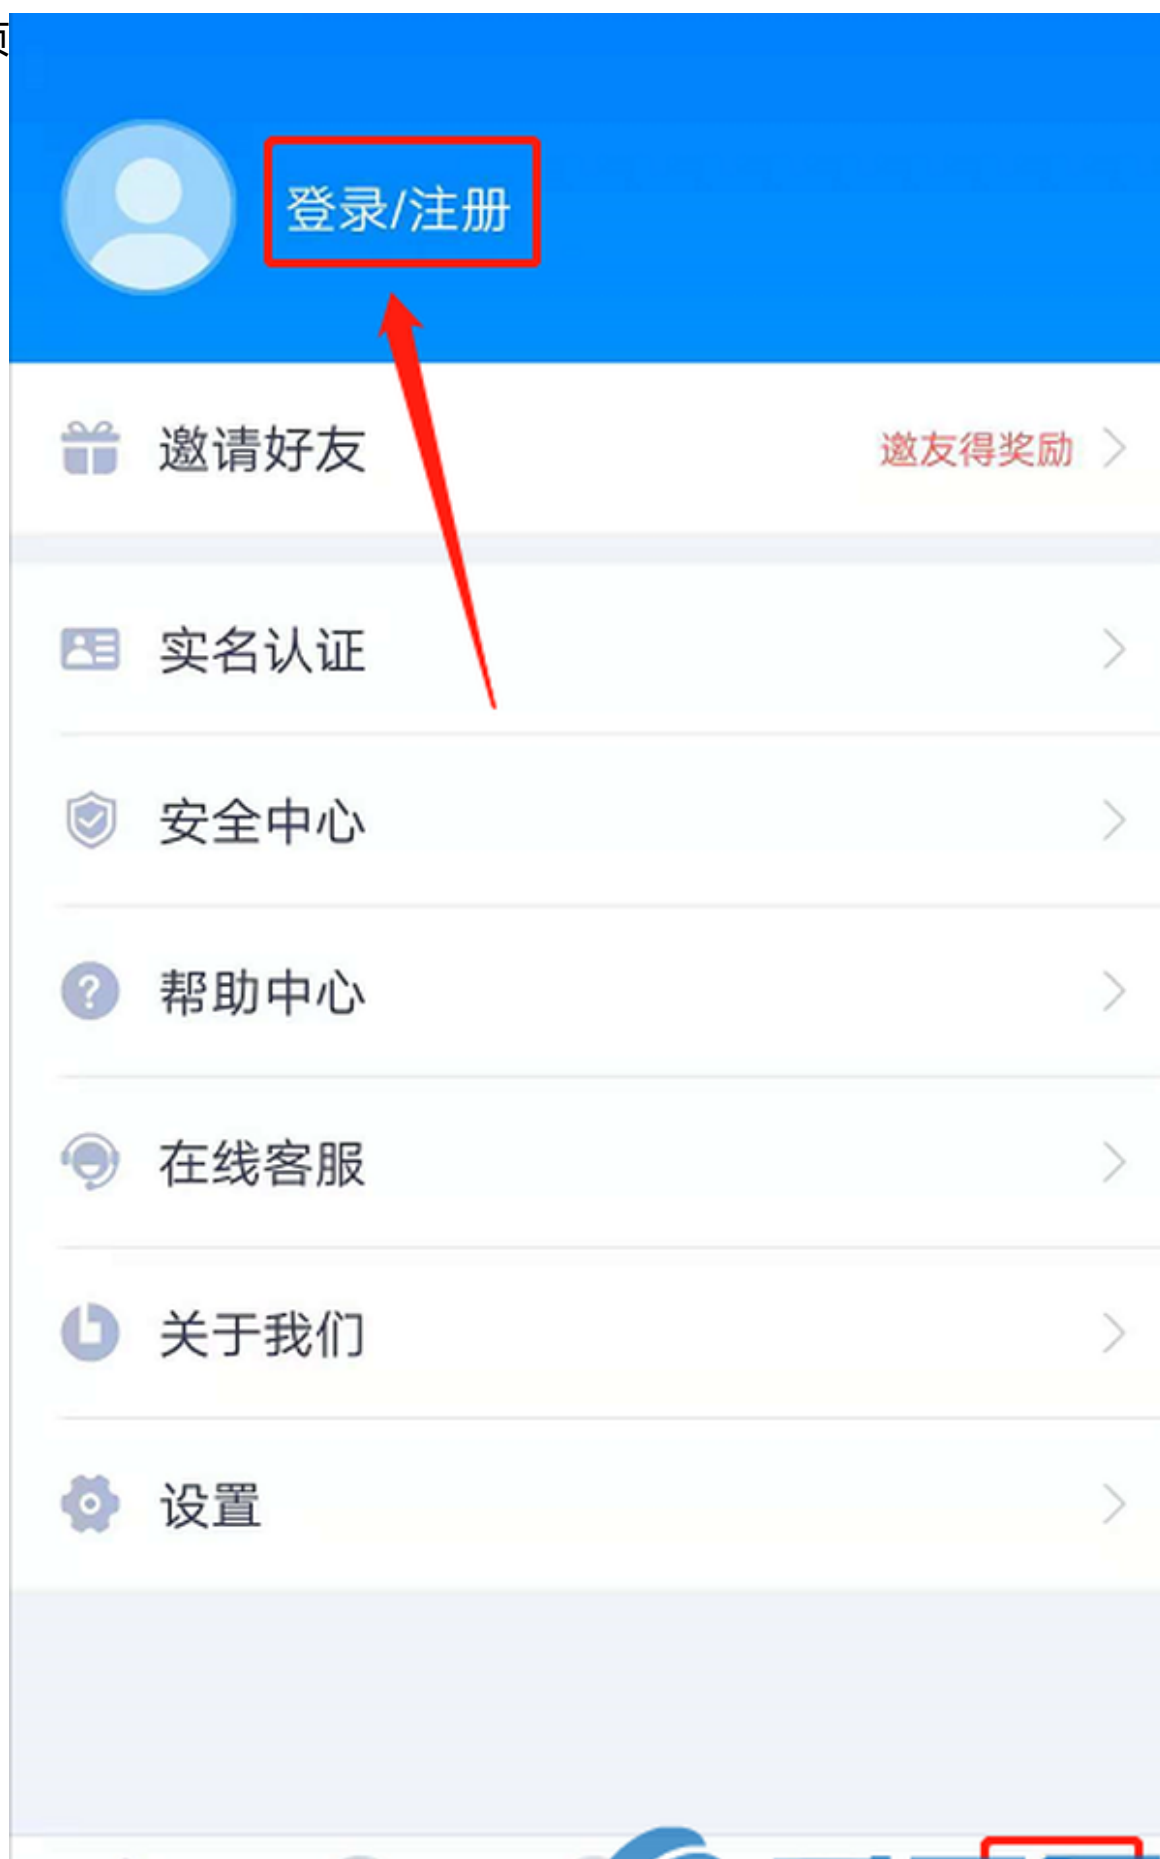 登录/注册
邀请好友 邀友得奖励
实名认证
安全中心
帮助中心
在线客服
关于我们
设置